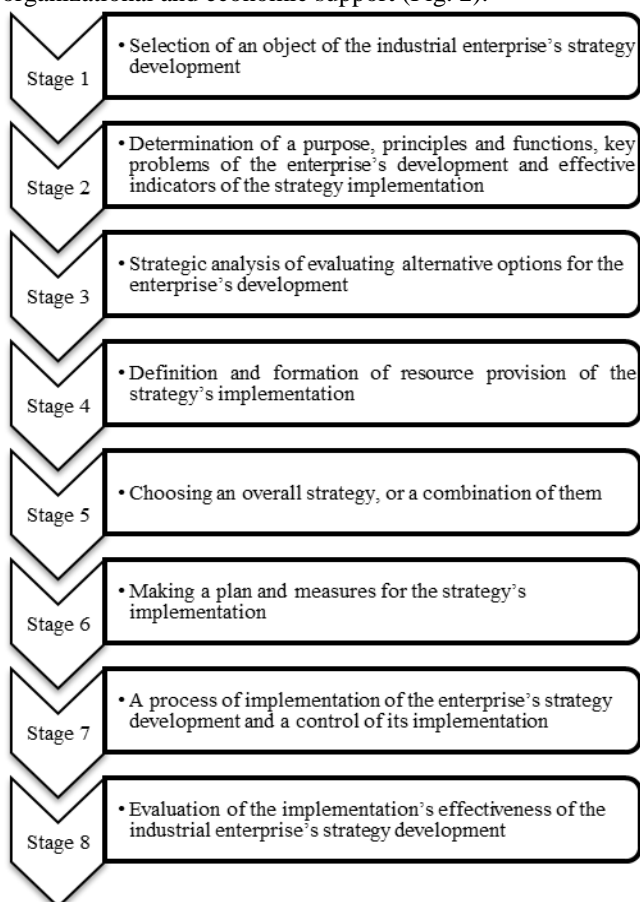 organizational and economic support (Fig. 2).
Stage 1
• Selection of an object of the industrial enterprise's strategy
development
Stage 2
• Determination of a purpose, principles and functions, key
problems of the enterprise's development and effective
indicators of the strategy implementation
Stage 3
• Strategic analysis of evaluating alternative options for the
enterprise's development
Stage 4
• Definition and formation of resource provision of the
strategy's implementation
Stage 5
• Choosing an overall strategy, or a combination of them
Stage 6
• Making a plan and measures for the strategy's
implementation
Stage 7
• A process of implementation of the enterprise's strategy
development and a control of its implementation
Stage 8
• Evaluation of the implementation's effectiveness of the
industrial enterprise's strategy development